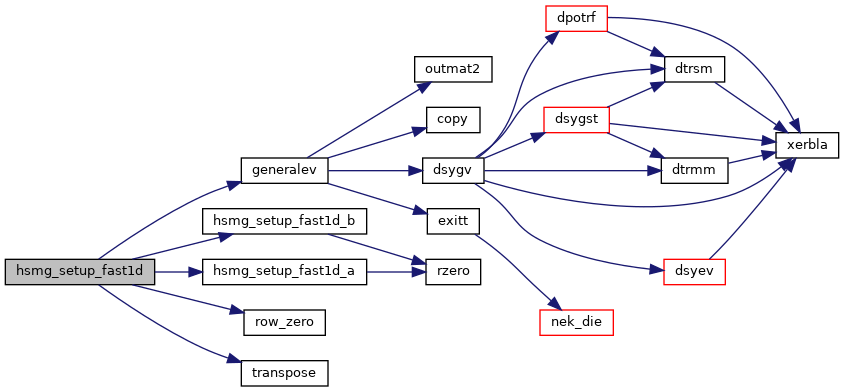 dpotrf
outmat2
dtrsm
copy
dsygst
xerbla
generalev
dsygv
dtrmm
hsmg_setup_fast1d_b
exitt
hsmg_setup_fast1d
hsmg_setup_fast1d_a
rzero
dsyev
row_zero
nek_die
transpose